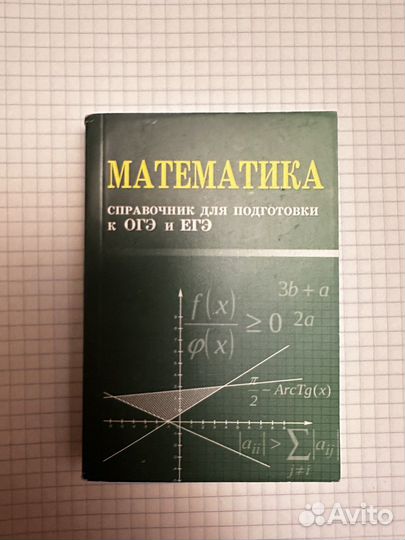 МАТЕМАТИКА
СПРАВОЧНИК ДЛЯ ПОДГОТОВКИ
К ОГЭ И ЕГЭ
3b + a
2a
f(x)
φ(x)
≥ 0
π
2
– ArcTg(x)
|aᵢᵢ| > ∑ |aᵢⱼ|
j≠i
Avito